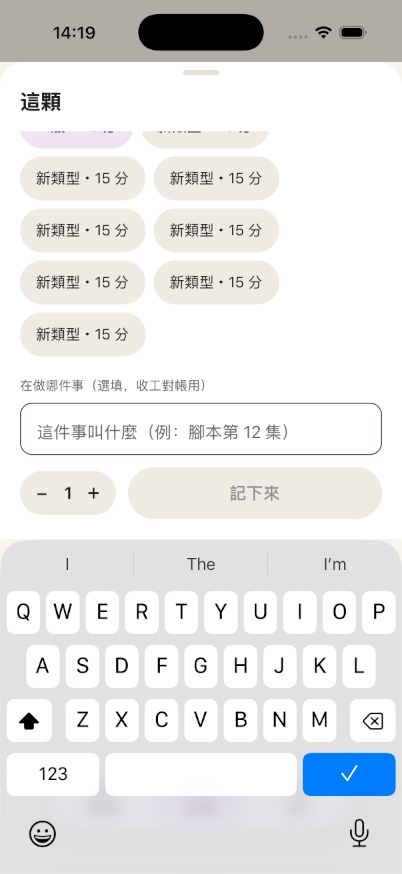 14:19
這顆
新類型・15 分 新類型・15 分
新類型・15 分 新類型・15 分
新類型・15 分 新類型・15 分
新類型・15 分
在做哪件事（選填，收工對帳用）
這件事叫什麼（例：腳本第 12 集）
− 1 + 記下來
I The I’m
Q W E R T Y U I O P
A S D F G H J K L
Z X C V B N M
123